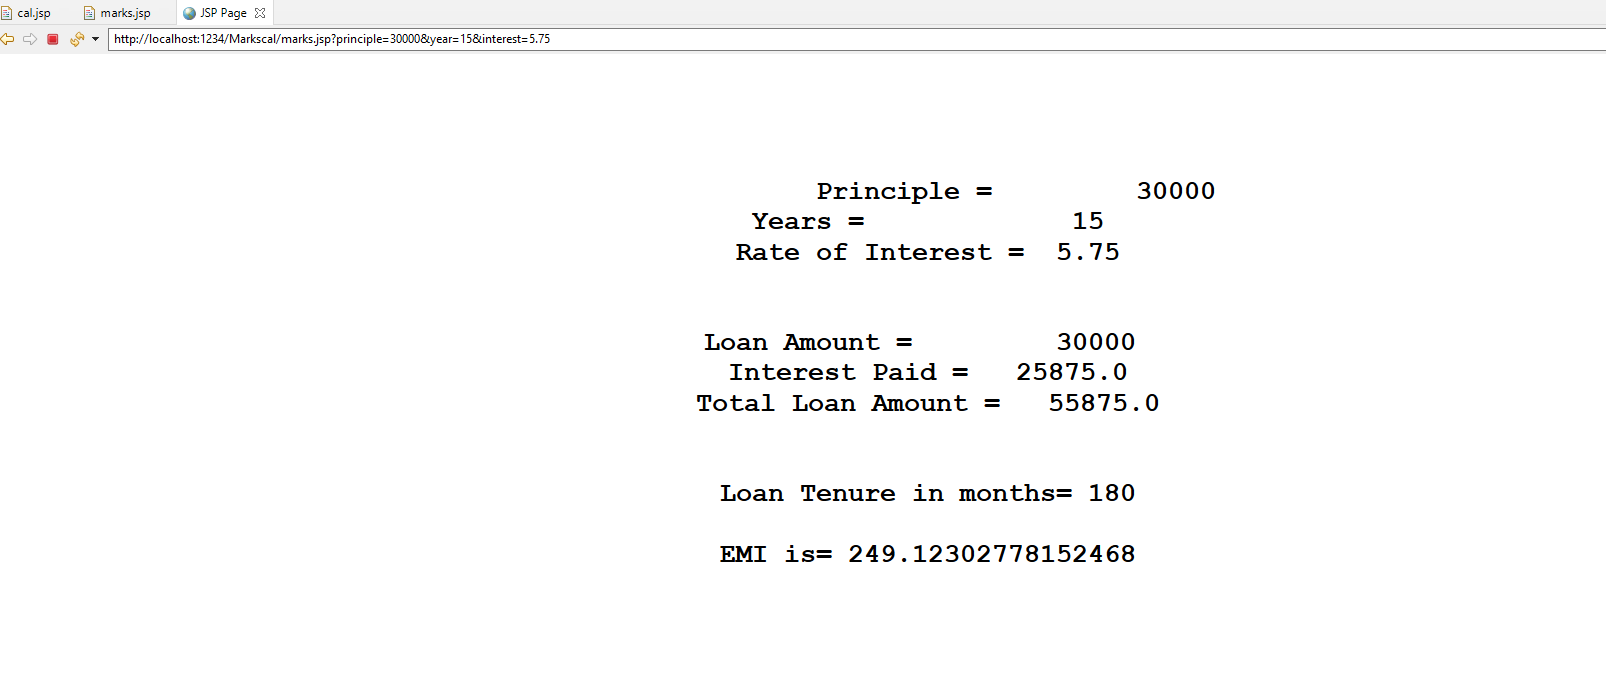 cal.jsp marks.jsp JSP Page
http://localhost:1234/Markscal/marks.jsp?principle=30000&year=15&interest=5.75
Principle = 30000
Years = 15
Rate of Interest = 5.75
Loan Amount = 30000
Interest Paid = 25875.0
Total Loan Amount = 55875.0
Loan Tenure in months= 180
EMI is= 249.12302778152468